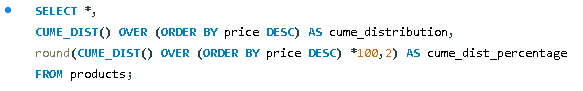 SELECT *,
CUME_DIST() OVER (ORDER BY price DESC) AS cume_distribution,
round(CUME_DIST() OVER (ORDER BY price DESC) *100,2) AS cume_dist_percentage
FROM products;